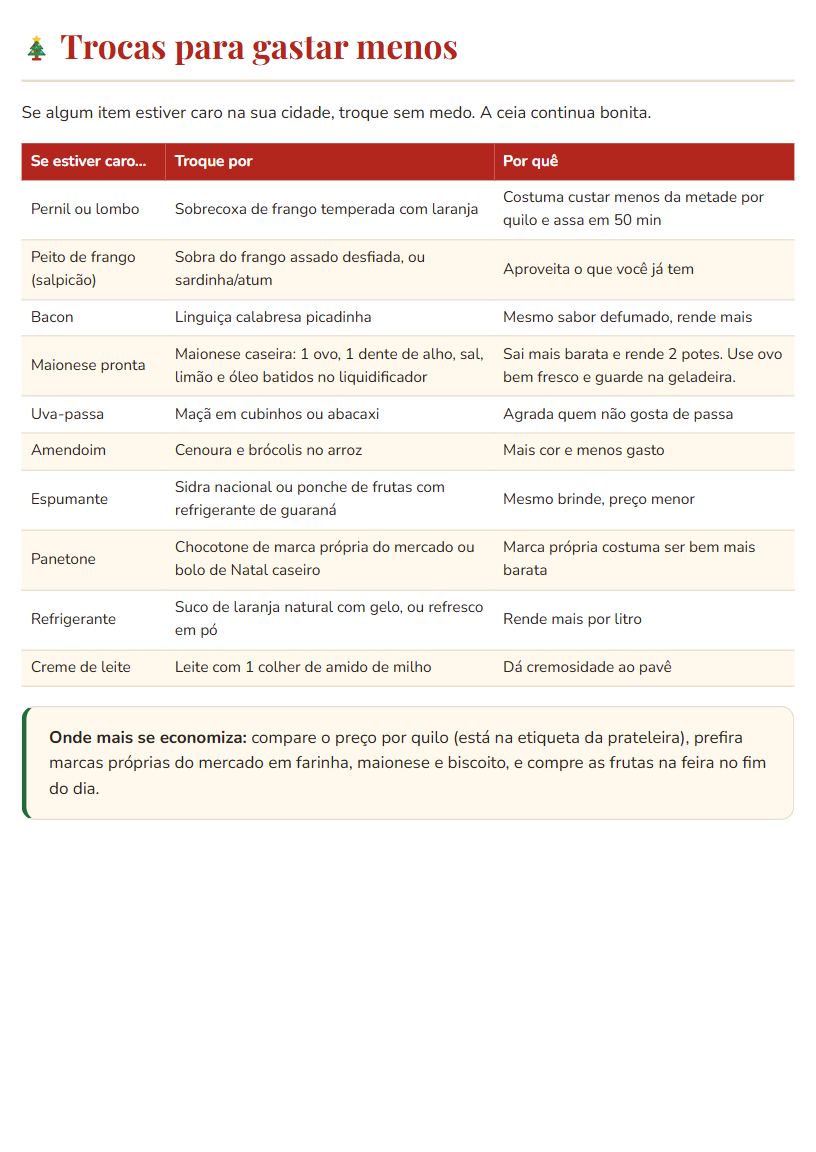 Trocas para gastar menos
Se algum item estiver caro na sua cidade, troque sem medo. A ceia continua bonita.
Se estiver caro... Troque por Por quê
Pernil ou lombo Sobrecoxa de frango temperada com laranja Costuma custar menos da metade por
quilo e assa em 50 min
Peito de frango
(salpicão)
Sobra do frango assado desfiada, ou
sardinha/atum
Aproveita o que você já tem
Bacon Linguiça calabresa picadinha Mesmo sabor defumado, rende mais
Maionese pronta
Maionese caseira: 1 ovo, 1 dente de alho, sal,
limão e óleo batidos no liquidificador
Sai mais barata e rende 2 potes. Use ovo
bem fresco e guarde na geladeira.
Uva-passa Maçã em cubinhos ou abacaxi Agrada quem não gosta de passa
Amendoim Cenoura e brócolis no arroz Mais cor e menos gasto
Espumante
Sidra nacional ou ponche de frutas com
refrigerante de guaraná
Mesmo brinde, preço menor
Panetone
Chocotone de marca própria do mercado ou
bolo de Natal caseiro
Marca própria costuma ser bem mais
barata
Refrigerante
Suco de laranja natural com gelo, ou refresco
em pó
Rende mais por litro
Creme de leite Leite com 1 colher de amido de milho Dá cremosidade ao pavê
Onde mais se economiza: compare o preço por quilo (está na etiqueta da prateleira), prefira
marcas próprias do mercado em farinha, maionese e biscoito, e compre as frutas na feira no fim
do dia.